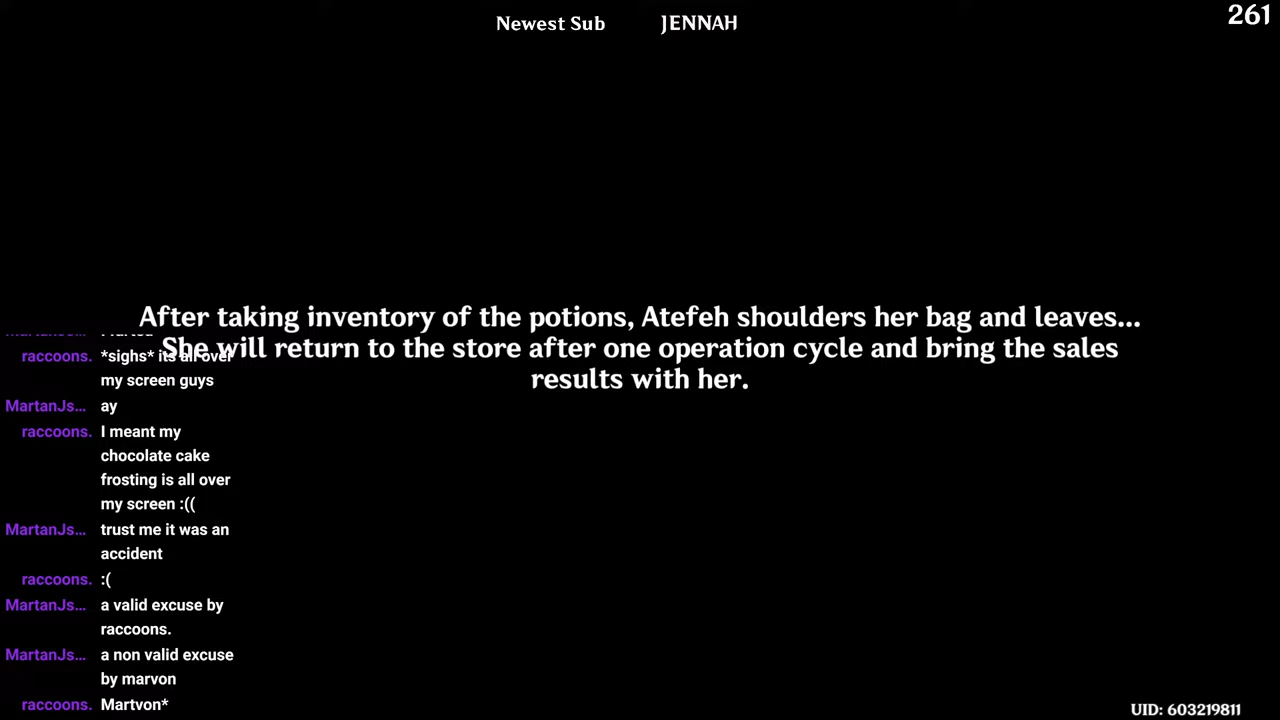 Newest Sub JENNAH
261
After taking inventory of the potions, Atefeh shoulders her bag and leaves...
She will return to the store after one operation cycle and bring the sales
results with her.
raccoons. *sighs* its all over
my screen guys
MartanJs... ay
raccoons. I meant my
chocolate cake
frosting is all over
my screen :((
MartanJs... trust me it was an
accident
raccoons. :(
MartanJs... a valid excuse by
raccoons.
MartanJs... a non valid excuse
by marvon
raccoons. Martvon*
UID: 603219811